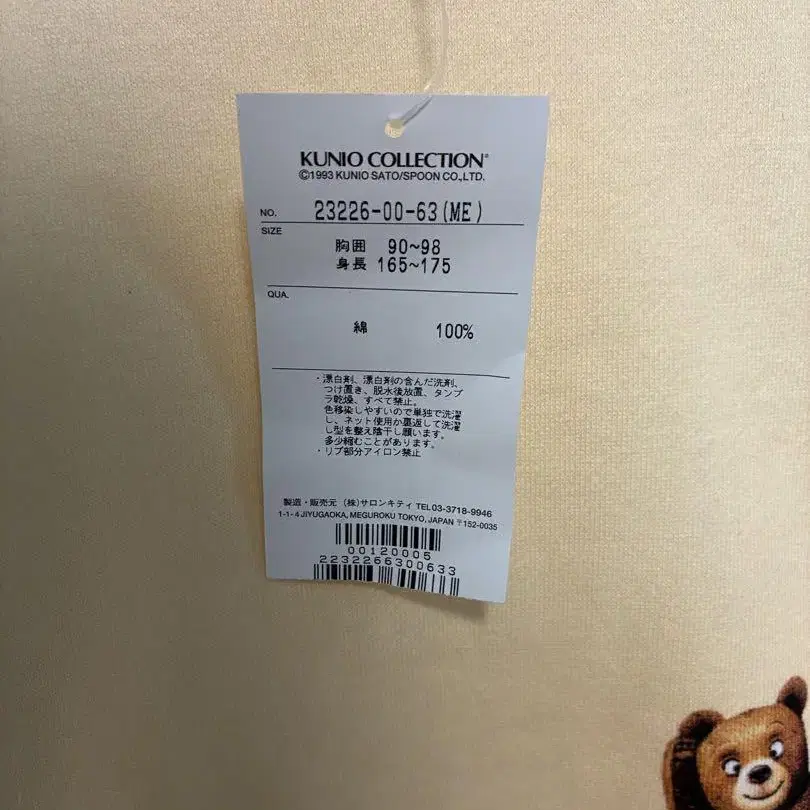 KUNIO COLLECTION®
©1993 KUNIO SATO/SPOON CO.,LTD.
NO. 23226-00-63(ME)
SIZE
胸囲 90~98
身長 165~175
QUA.
綿 100%
・漂白剤、漂白剤の含んだ洗剤、
つけ置き、脱水後放置、タンブ
ラ乾燥、すべて禁止。
色移染しやすいので単独で洗濯
し、ネット使用か裏返して洗濯
し型を整え陰干し願います。
多少縮むことがあります。
・リブ部分アイロン禁止
製造・販売元 (株)サロンキティ TEL03-3718-9946
1-1-4 JIYUGAOKA, MEGUROKU TOKYO, JAPAN 〒152-0035
00120005
2232266300633